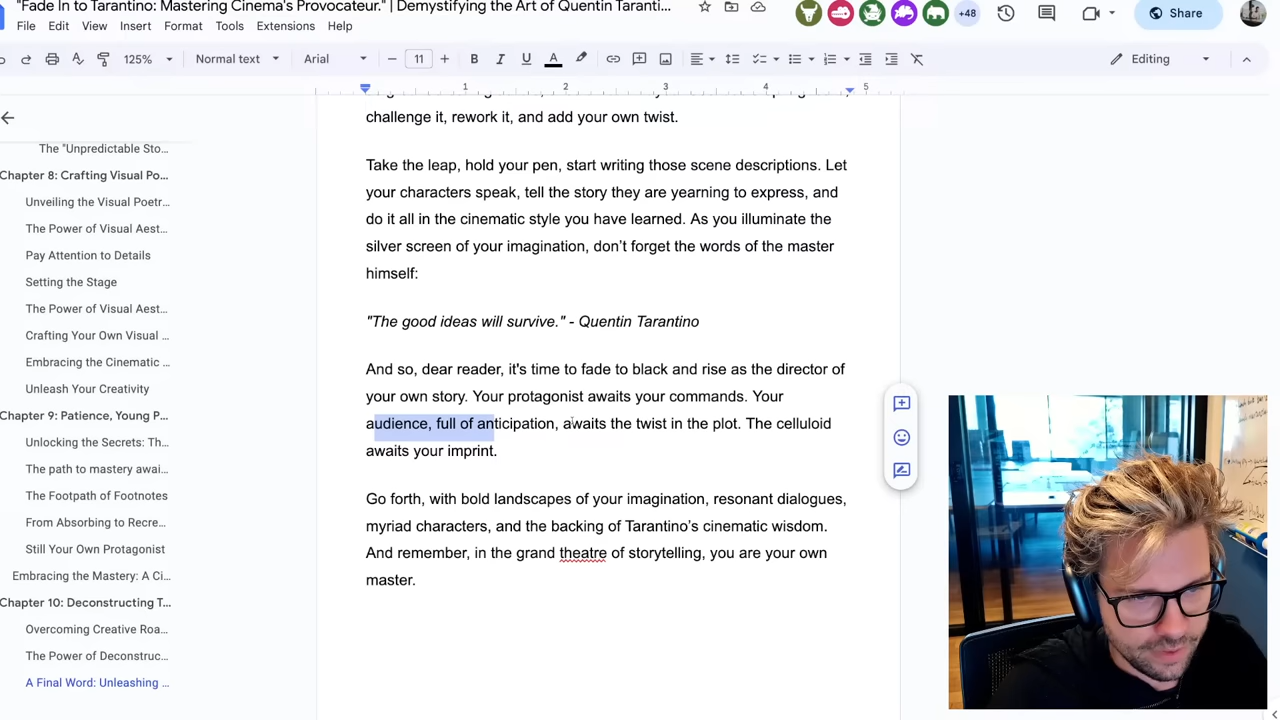 "Fade In to Tarantino: Mastering Cinema's Provocateur." | Demystifying the Art of Quentin Taranti...
+48
Share
File Edit View Insert Format Tools Extensions Help
125% Normal text Arial 11 Editing
1 2 3 4 5
The "Unpredictable Sto...
Chapter 8: Crafting Visual Po...
Unveiling the Visual Poetr...
The Power of Visual Aest...
Pay Attention to Details
Setting the Stage
The Power of Visual Aest...
Crafting Your Own Visual ...
Embracing the Cinematic ...
Unleash Your Creativity
Chapter 9: Patience, Young P...
Unlocking the Secrets: Th...
The path to mastery awai...
The Footpath of Footnotes
From Absorbing to Recre...
Still Your Own Protagonist
Embracing the Mastery: A Ci...
Chapter 10: Deconstructing T...
Overcoming Creative Roa...
The Power of Deconstruc...
A Final Word: Unleashing ...
challenge it, rework it, and add your own twist.
Take the leap, hold your pen, start writing those scene descriptions. Let
your characters speak, tell the story they are yearning to express, and
do it all in the cinematic style you have learned. As you illuminate the
silver screen of your imagination, don't forget the words of the master
himself:
"The good ideas will survive." - Quentin Tarantino
And so, dear reader, it's time to fade to black and rise as the director of
your own story. Your protagonist awaits your commands. Your
audience, full of anticipation, awaits the twist in the plot. The celluloid
awaits your imprint.
Go forth, with bold landscapes of your imagination, resonant dialogues,
myriad characters, and the backing of Tarantino's cinematic wisdom.
And remember, in the grand theatre of storytelling, you are your own
master.